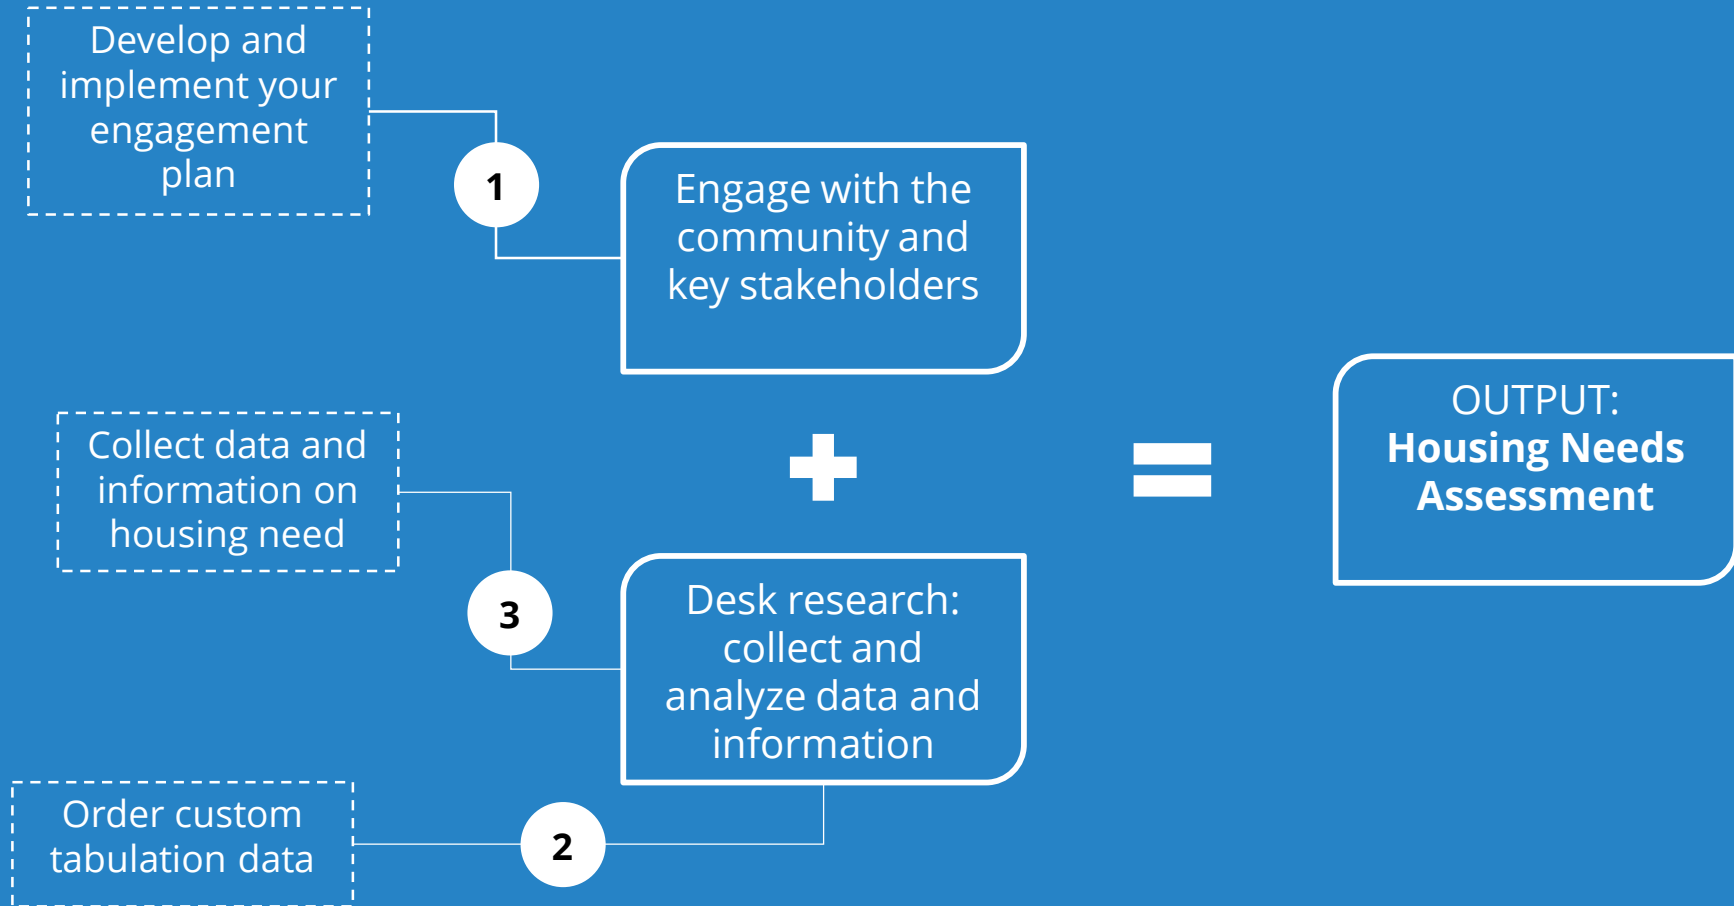 Develop and
implement your
engagement
plan
1
Engage with the
community and
key stakeholders
Collect data and
information on
housing need
3
Desk research:
collect and
analyze data and
information
Order custom
tabulation data
2
OUTPUT:
Housing Needs
Assessment